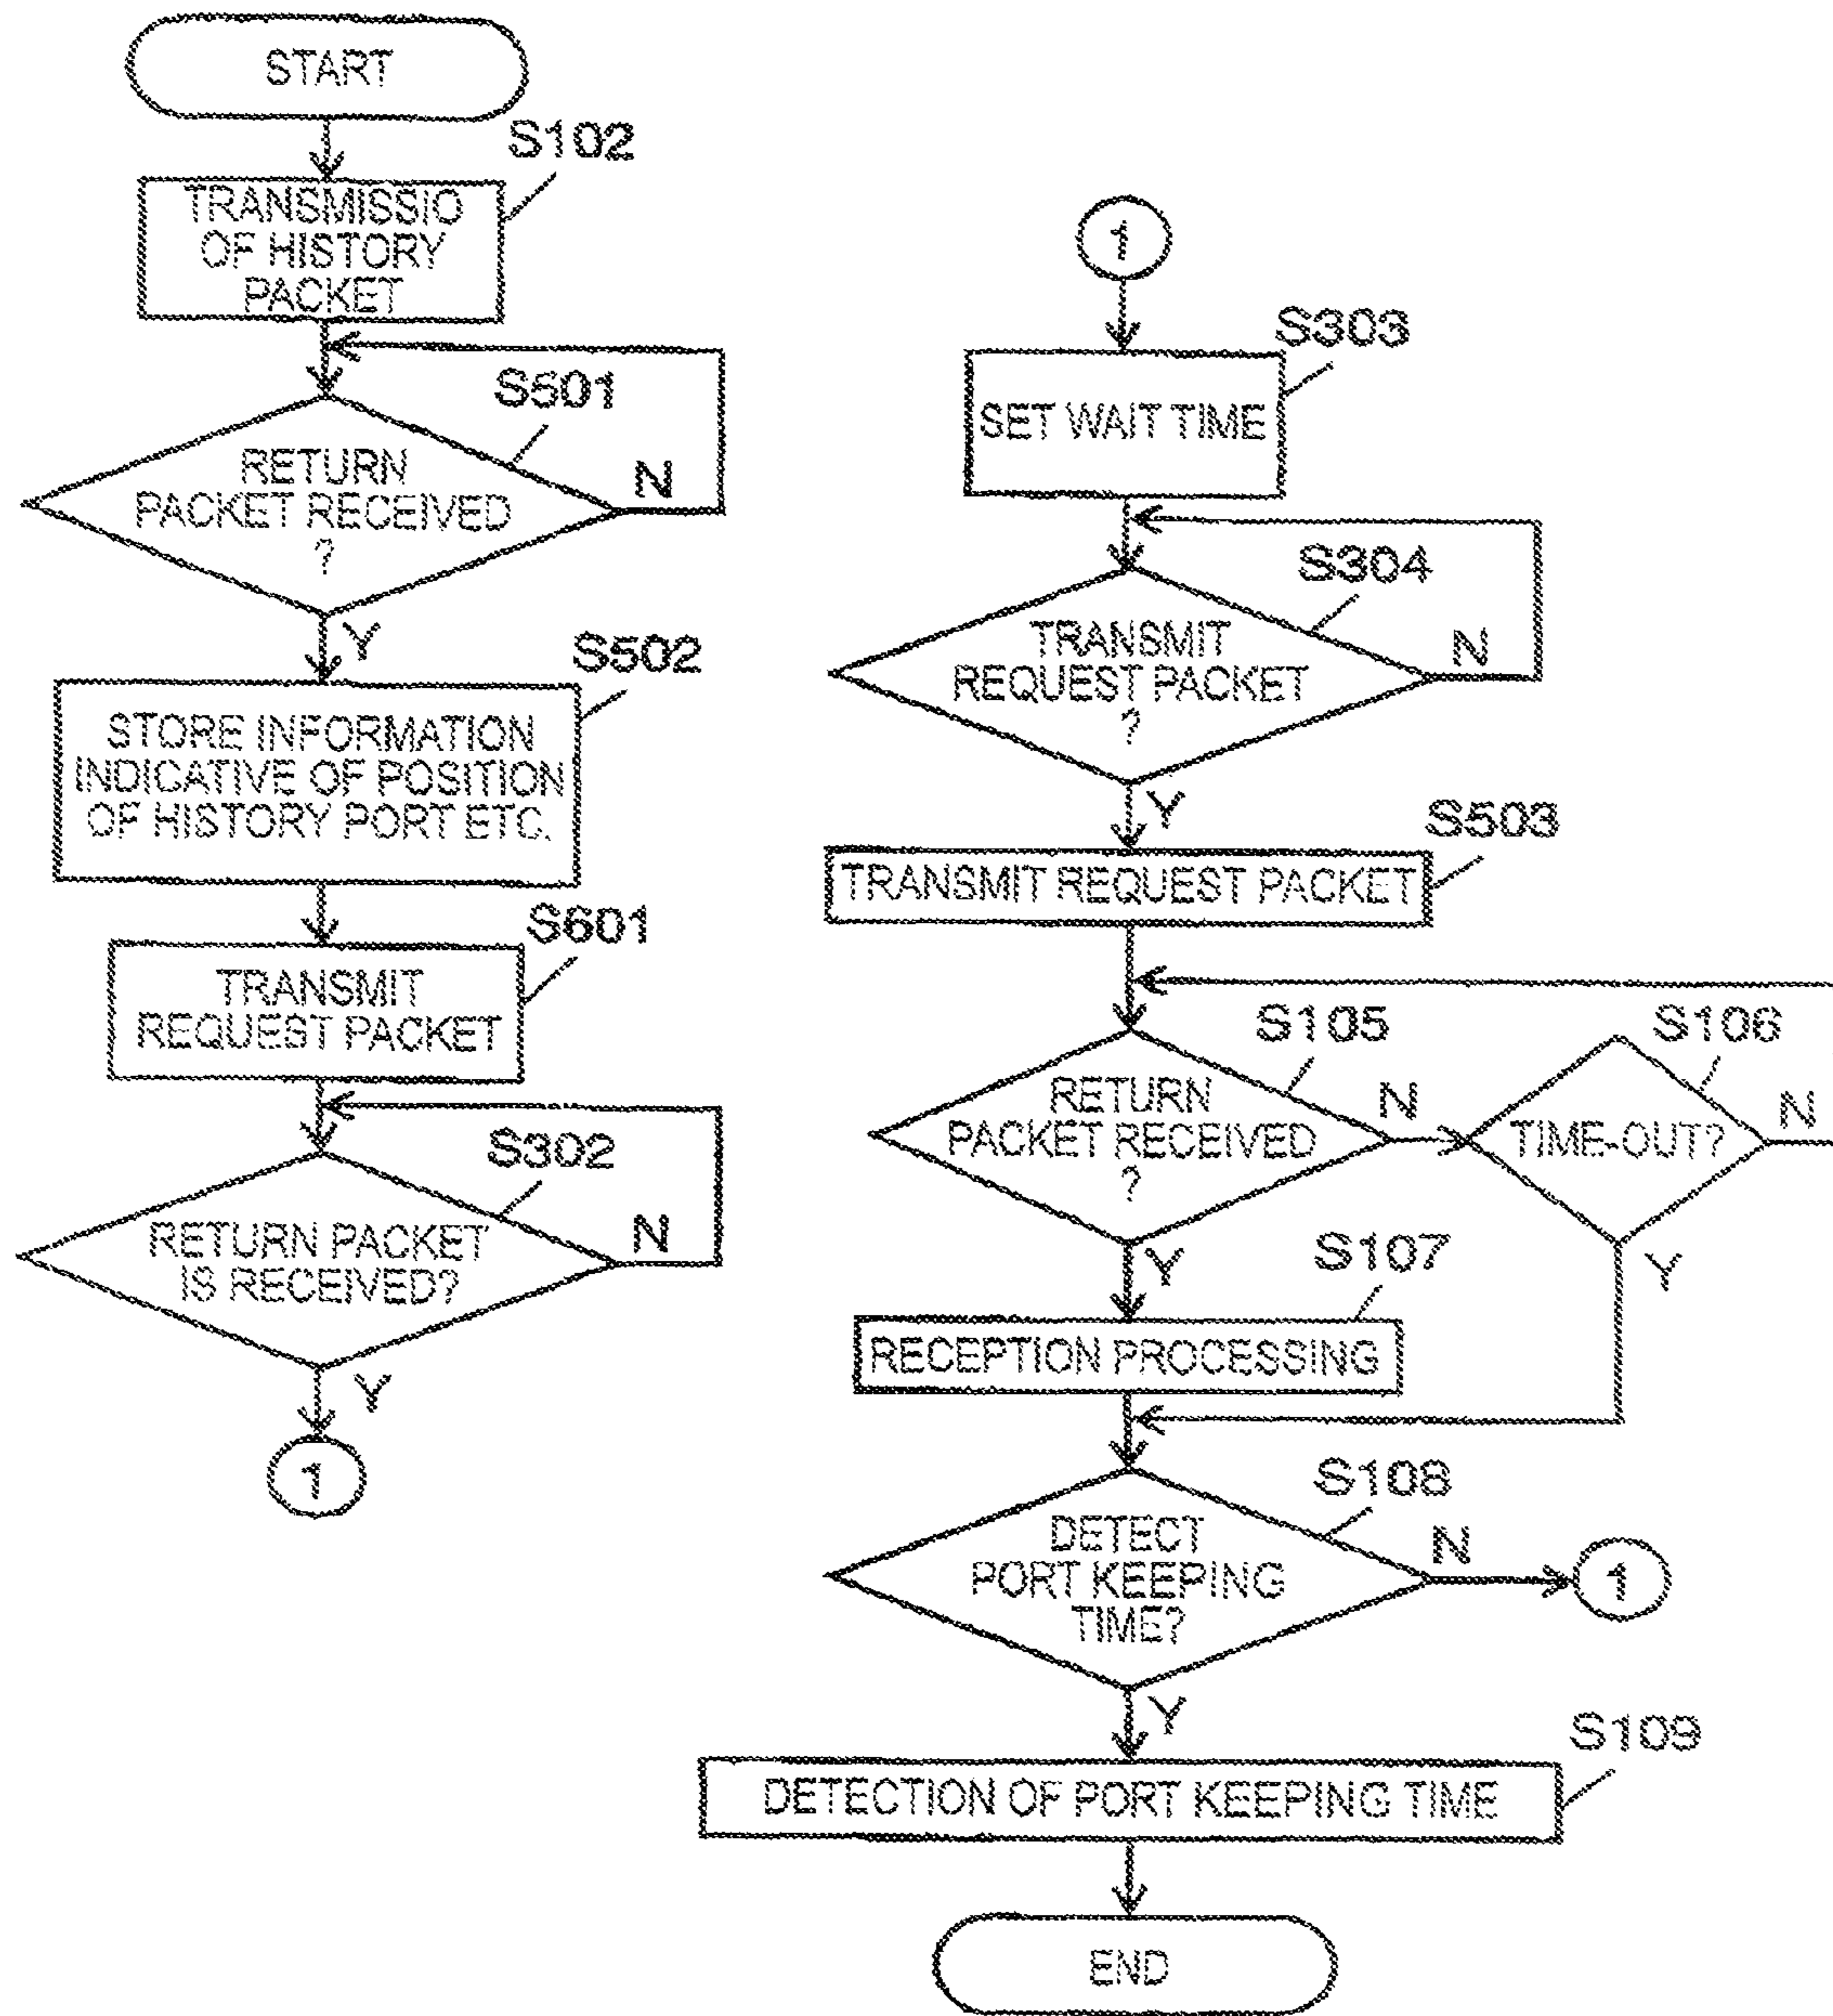 START
S102
TRANSMISSIO
OF HISTORY
PACKET
S501
RETURN
PACKET RECEIVED
?
N
Y
S502
STORE INFORMATION
INDICATIVE OF POSITION
OF HISTORY PORT ETC.
S601
TRANSMIT
REQUEST PACKET
S302
RETURN PACKET
IS RECEIVED?
N
Y
1
1
S303
SET WAIT TIME
S304
TRANSMIT
REQUEST PACKET
?
N
Y
S503
TRANSMIT REQUEST PACKET
S105
RETURN
PACKET RECEIVED
?
N
Y
S106
TIME-OUT?
N
Y
S107
RECEPTION PROCESSING
S108
DETECT
PORT KEEPING
TIME?
N
1
Y
S109
DETECTION OF PORT KEEPING TIME
END